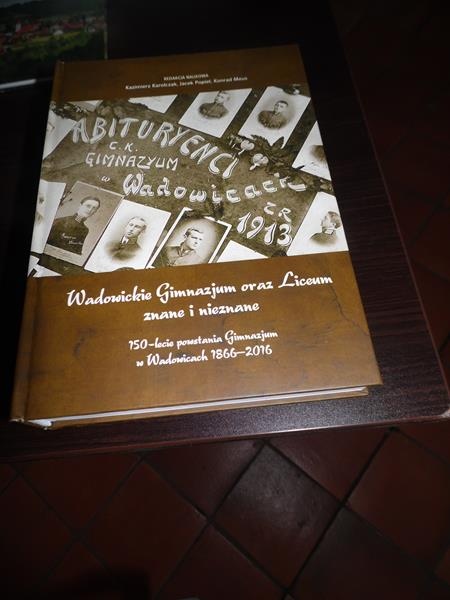 REDAKCJA NAUKOWA
Kazimierz Karolczak, Jacek Popiel, Konrad Meus
ABITURYENCI
C. K.
GIMNAZYUM
w Wadowicach
Z R
1913
Wadowickie Gimnazjum oraz Liceum
znane i nieznane
150-lecie powstania Gimnazjum
w Wadowicach 1866–2016